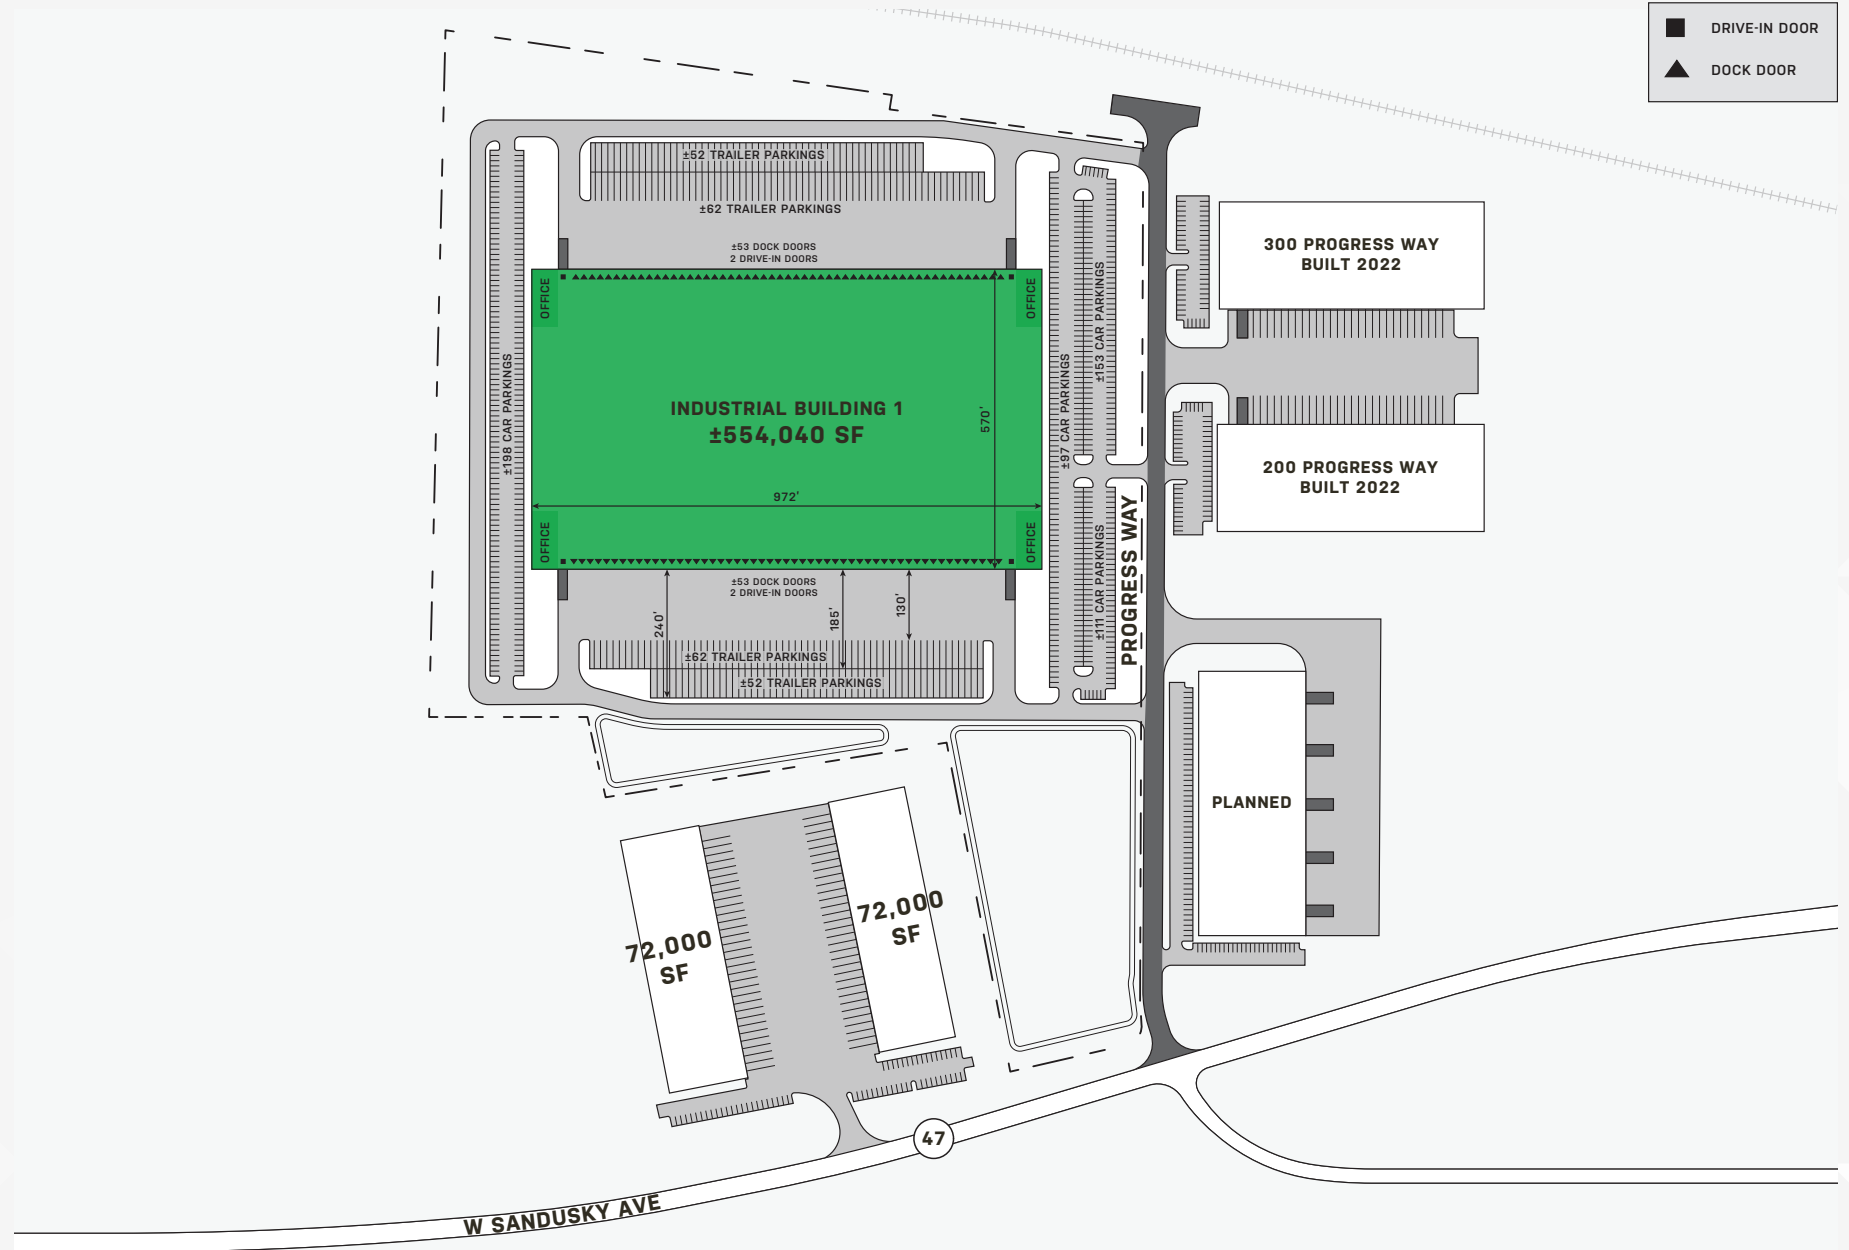 DRIVE-IN DOOR
DOCK DOOR
±52 TRAILER PARKINGS
±62 TRAILER PARKINGS
±53 DOCK DOORS
2 DRIVE-IN DOORS
OFFICE
OFFICE
±198 CAR PARKINGS
INDUSTRIAL BUILDING 1
±554,040 SF
570'
972'
OFFICE
OFFICE
±97 CAR PARKINGS
±153 CAR PARKINGS
±111 CAR PARKINGS
PROGRESS WAY
300 PROGRESS WAY
BUILT 2022
200 PROGRESS WAY
BUILT 2022
±53 DOCK DOORS
2 DRIVE-IN DOORS
240'
185'
130'
±62 TRAILER PARKINGS
±52 TRAILER PARKINGS
PLANNED
72,000
SF
72,000
SF
47
W SANDUSKY AVE